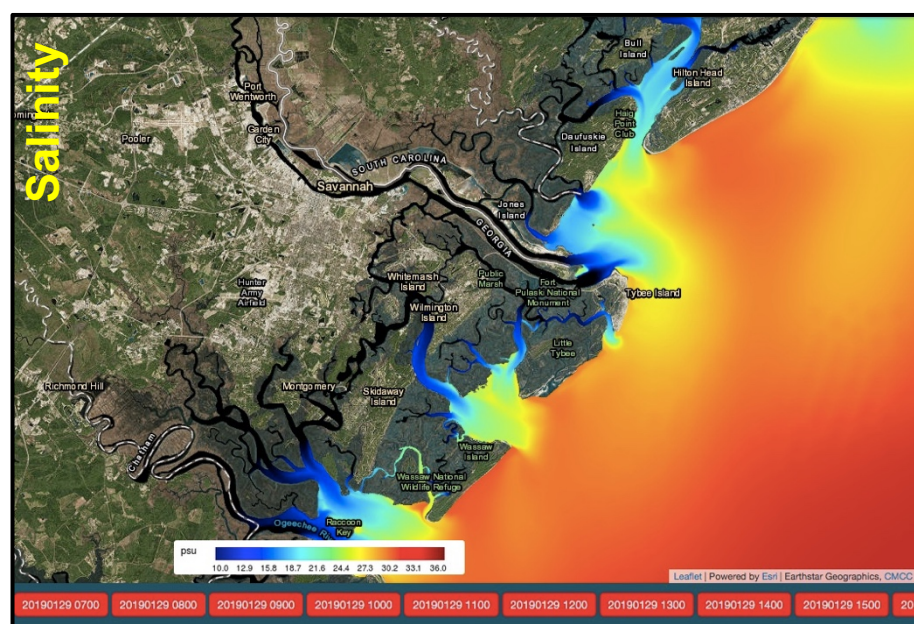 Salinity
Bull
Island
Hilton Head
Island
Port
Wentworth
Haig
Point
Club
Garden
City
Pooler
Daufuskie
Island
SOUTH CAROLINA
Savannah
Jones
Island
GEORGIA
Whitemarsh
Island
Public
Marsh
Fort
Pulaski National
Monument
Hunter
Army
Airfield
Tybee Island
Wilmington
Island
Little
Tybee
Richmond Hill
Montgomery
Skidaway
Island
Chatham
Wassaw
Island
Wassaw National
Wildlife Refuge
Raccoon
Key
psu
10.0 12.9 15.8 18.7 21.6 24.4 27.3 30.2 33.1 36.0
Leaflet | Powered by Esri | Earthstar Geographics, CMCC
20190129 0700 20190129 0800 20190129 0900 20190129 1000 20190129 1100 20190129 1200 20190129 1300 20190129 1400 20190129 1500 20